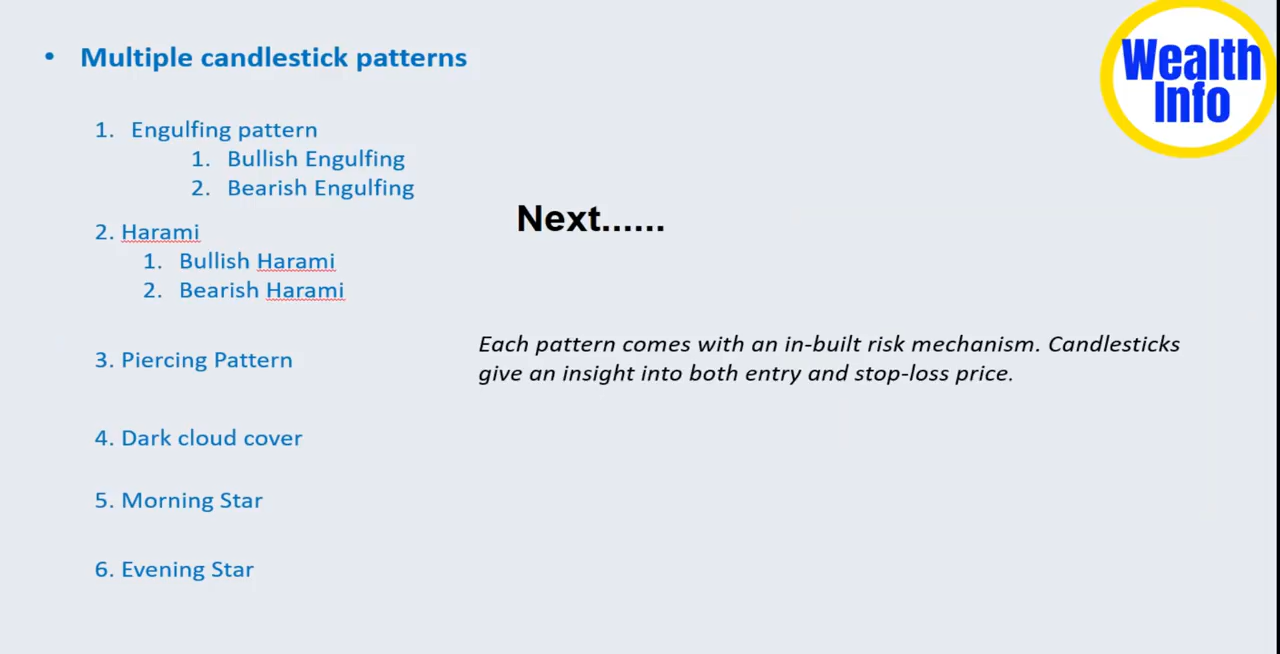 • Multiple candlestick patterns
Wealth
Info
1. Engulfing pattern
1. Bullish Engulfing
2. Bearish Engulfing
2. Harami
1. Bullish Harami
2. Bearish Harami
Next......
3. Piercing Pattern
Each pattern comes with an in-built risk mechanism. Candlesticks
give an insight into both entry and stop-loss price.
4. Dark cloud cover
5. Morning Star
6. Evening Star